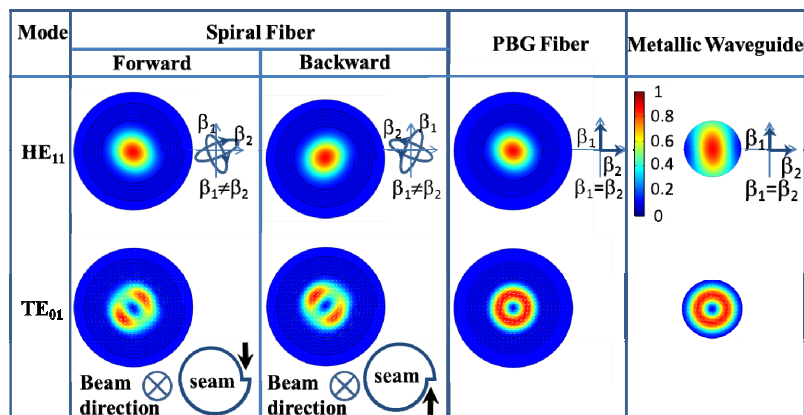 Mode
Spiral Fiber
PBG Fiber
Metallic Waveguide
Forward
Backward
HE₁₁
β₁
β₂
β₁≠β₂
β₂
β₁
β₁≠β₂
β₁
β₂
β₁=β₂
1
0.8
0.6
0.4
0.2
0
β₁
β₂
β₁=β₂
TE₀₁
Beam
direction
seam
Beam
direction
seam